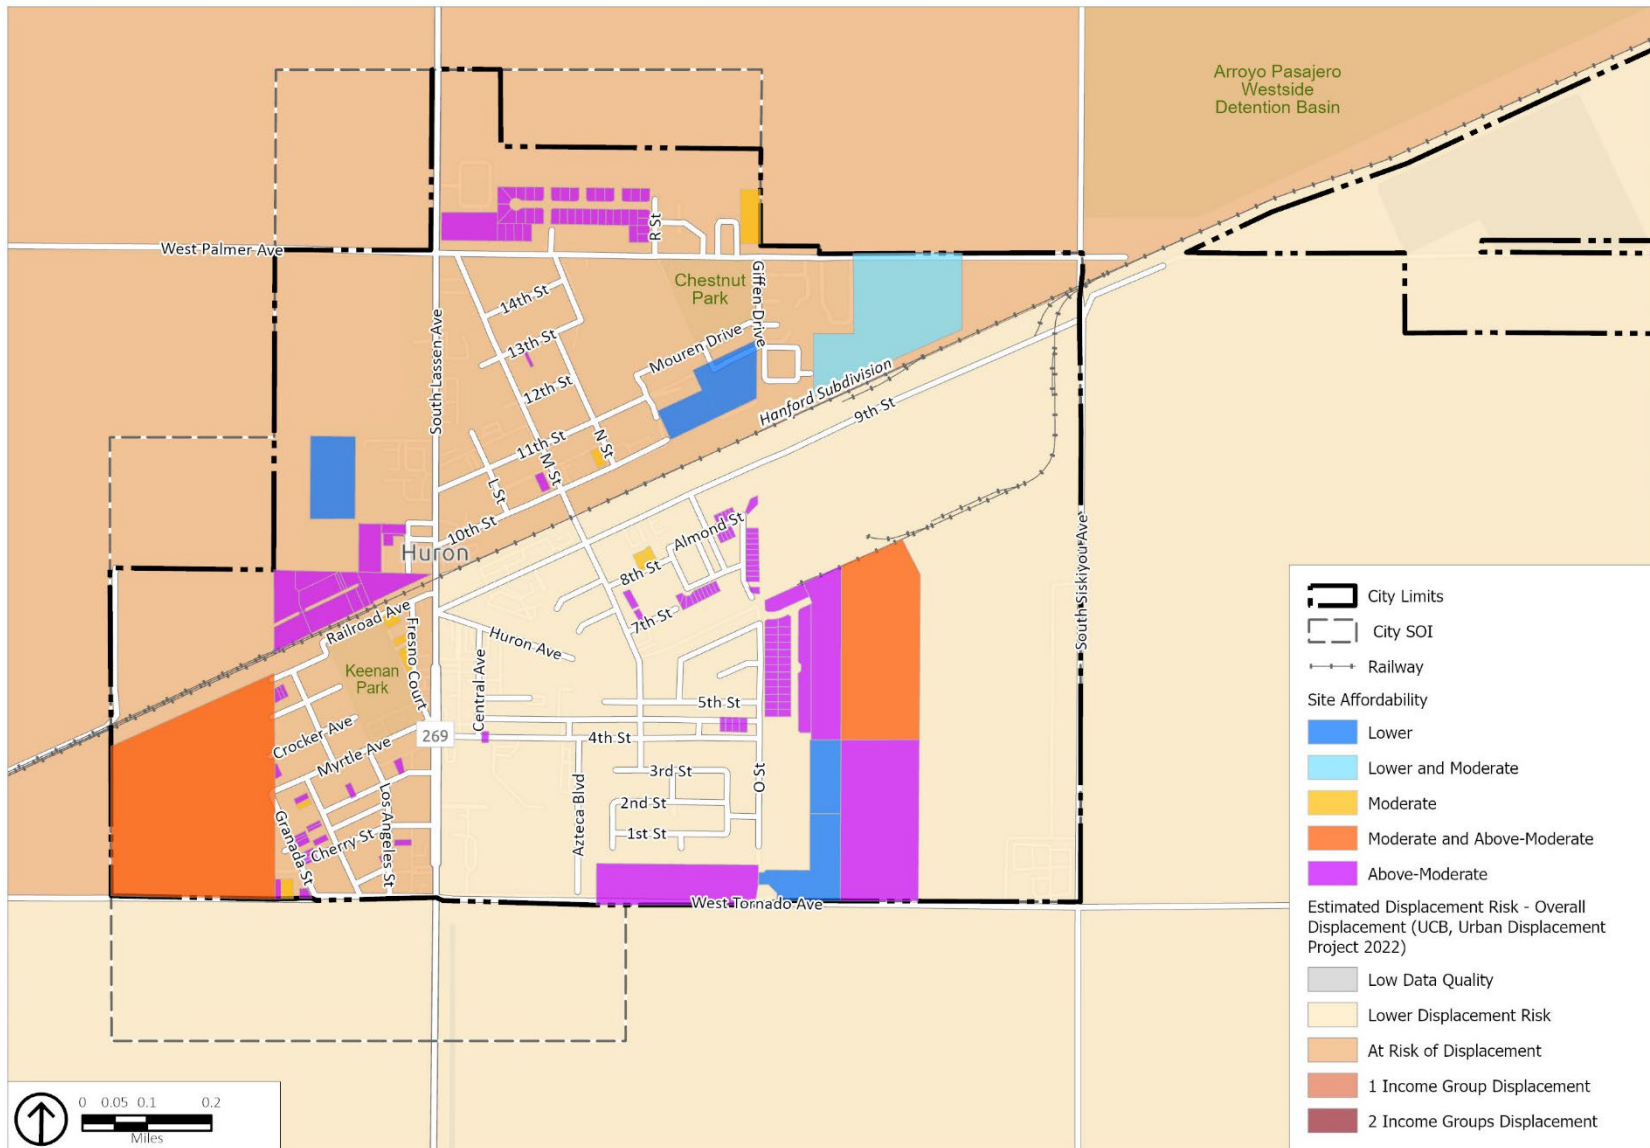 Arroyo Pasajero
Westside
Detention Basin
West Palmer Ave
R St
Chestnut
Park
Giffen Drive
14th St
13th St
12th St
11th St
10th St
South Lassen Ave
Mouren Drive
Hanford Subdivision
9th St
N St
M St
L St
Huron
Almond St
8th St
7th St
Railroad Ave
Fresno Court
Huron Ave
Keenan
Park
Central Ave
5th St
4th St
269
Crocker Ave
Myrtle Ave
3rd St
2nd St
1st St
O St
Azteca Blvd
Los Angeles St
Granada St
Cherry St
West Tornado Ave
South Siskiyou Ave
City Limits
City SOI
Railway
Site Affordability
Lower
Lower and Moderate
Moderate
Moderate and Above-Moderate
Above-Moderate
Estimated Displacement Risk - Overall
Displacement (UCB, Urban Displacement
Project 2022)
Low Data Quality
Lower Displacement Risk
At Risk of Displacement
1 Income Group Displacement
2 Income Groups Displacement
0 0.05 0.1 0.2
Miles